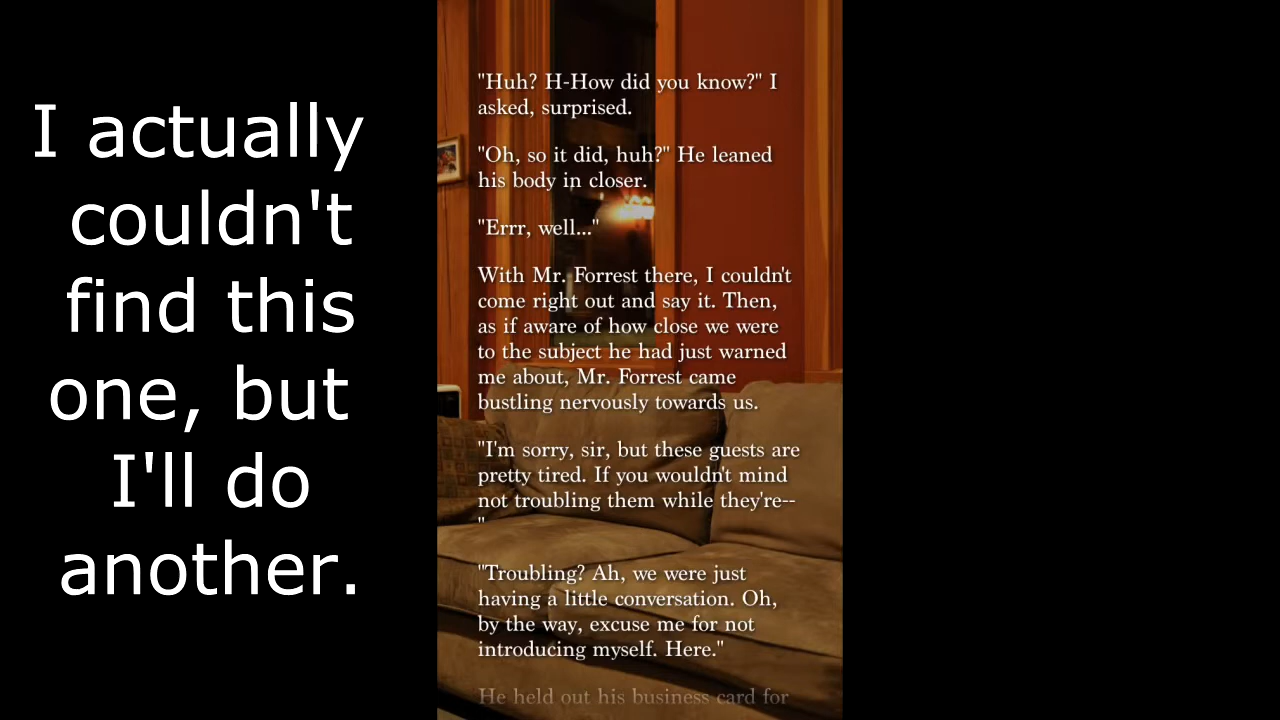 I actually
couldn't
find this
one, but
I'll do
another.
"Huh? H-How did you know?" I
asked, surprised.
"Oh, so it did, huh?" He leaned
his body in closer.
"Errr, well..."
With Mr. Forrest there, I couldn't
come right out and say it. Then,
as if aware of how close we were
to the subject he had just warned
me about, Mr. Forrest came
bustling nervously towards us.
"I'm sorry, sir, but these guests are
pretty tired. If you wouldn't mind
not troubling them while they're--
"
"Troubling? Ah, we were just
having a little conversation. Oh,
by the way, excuse me for not
introducing myself. Here."
He held out his business card for